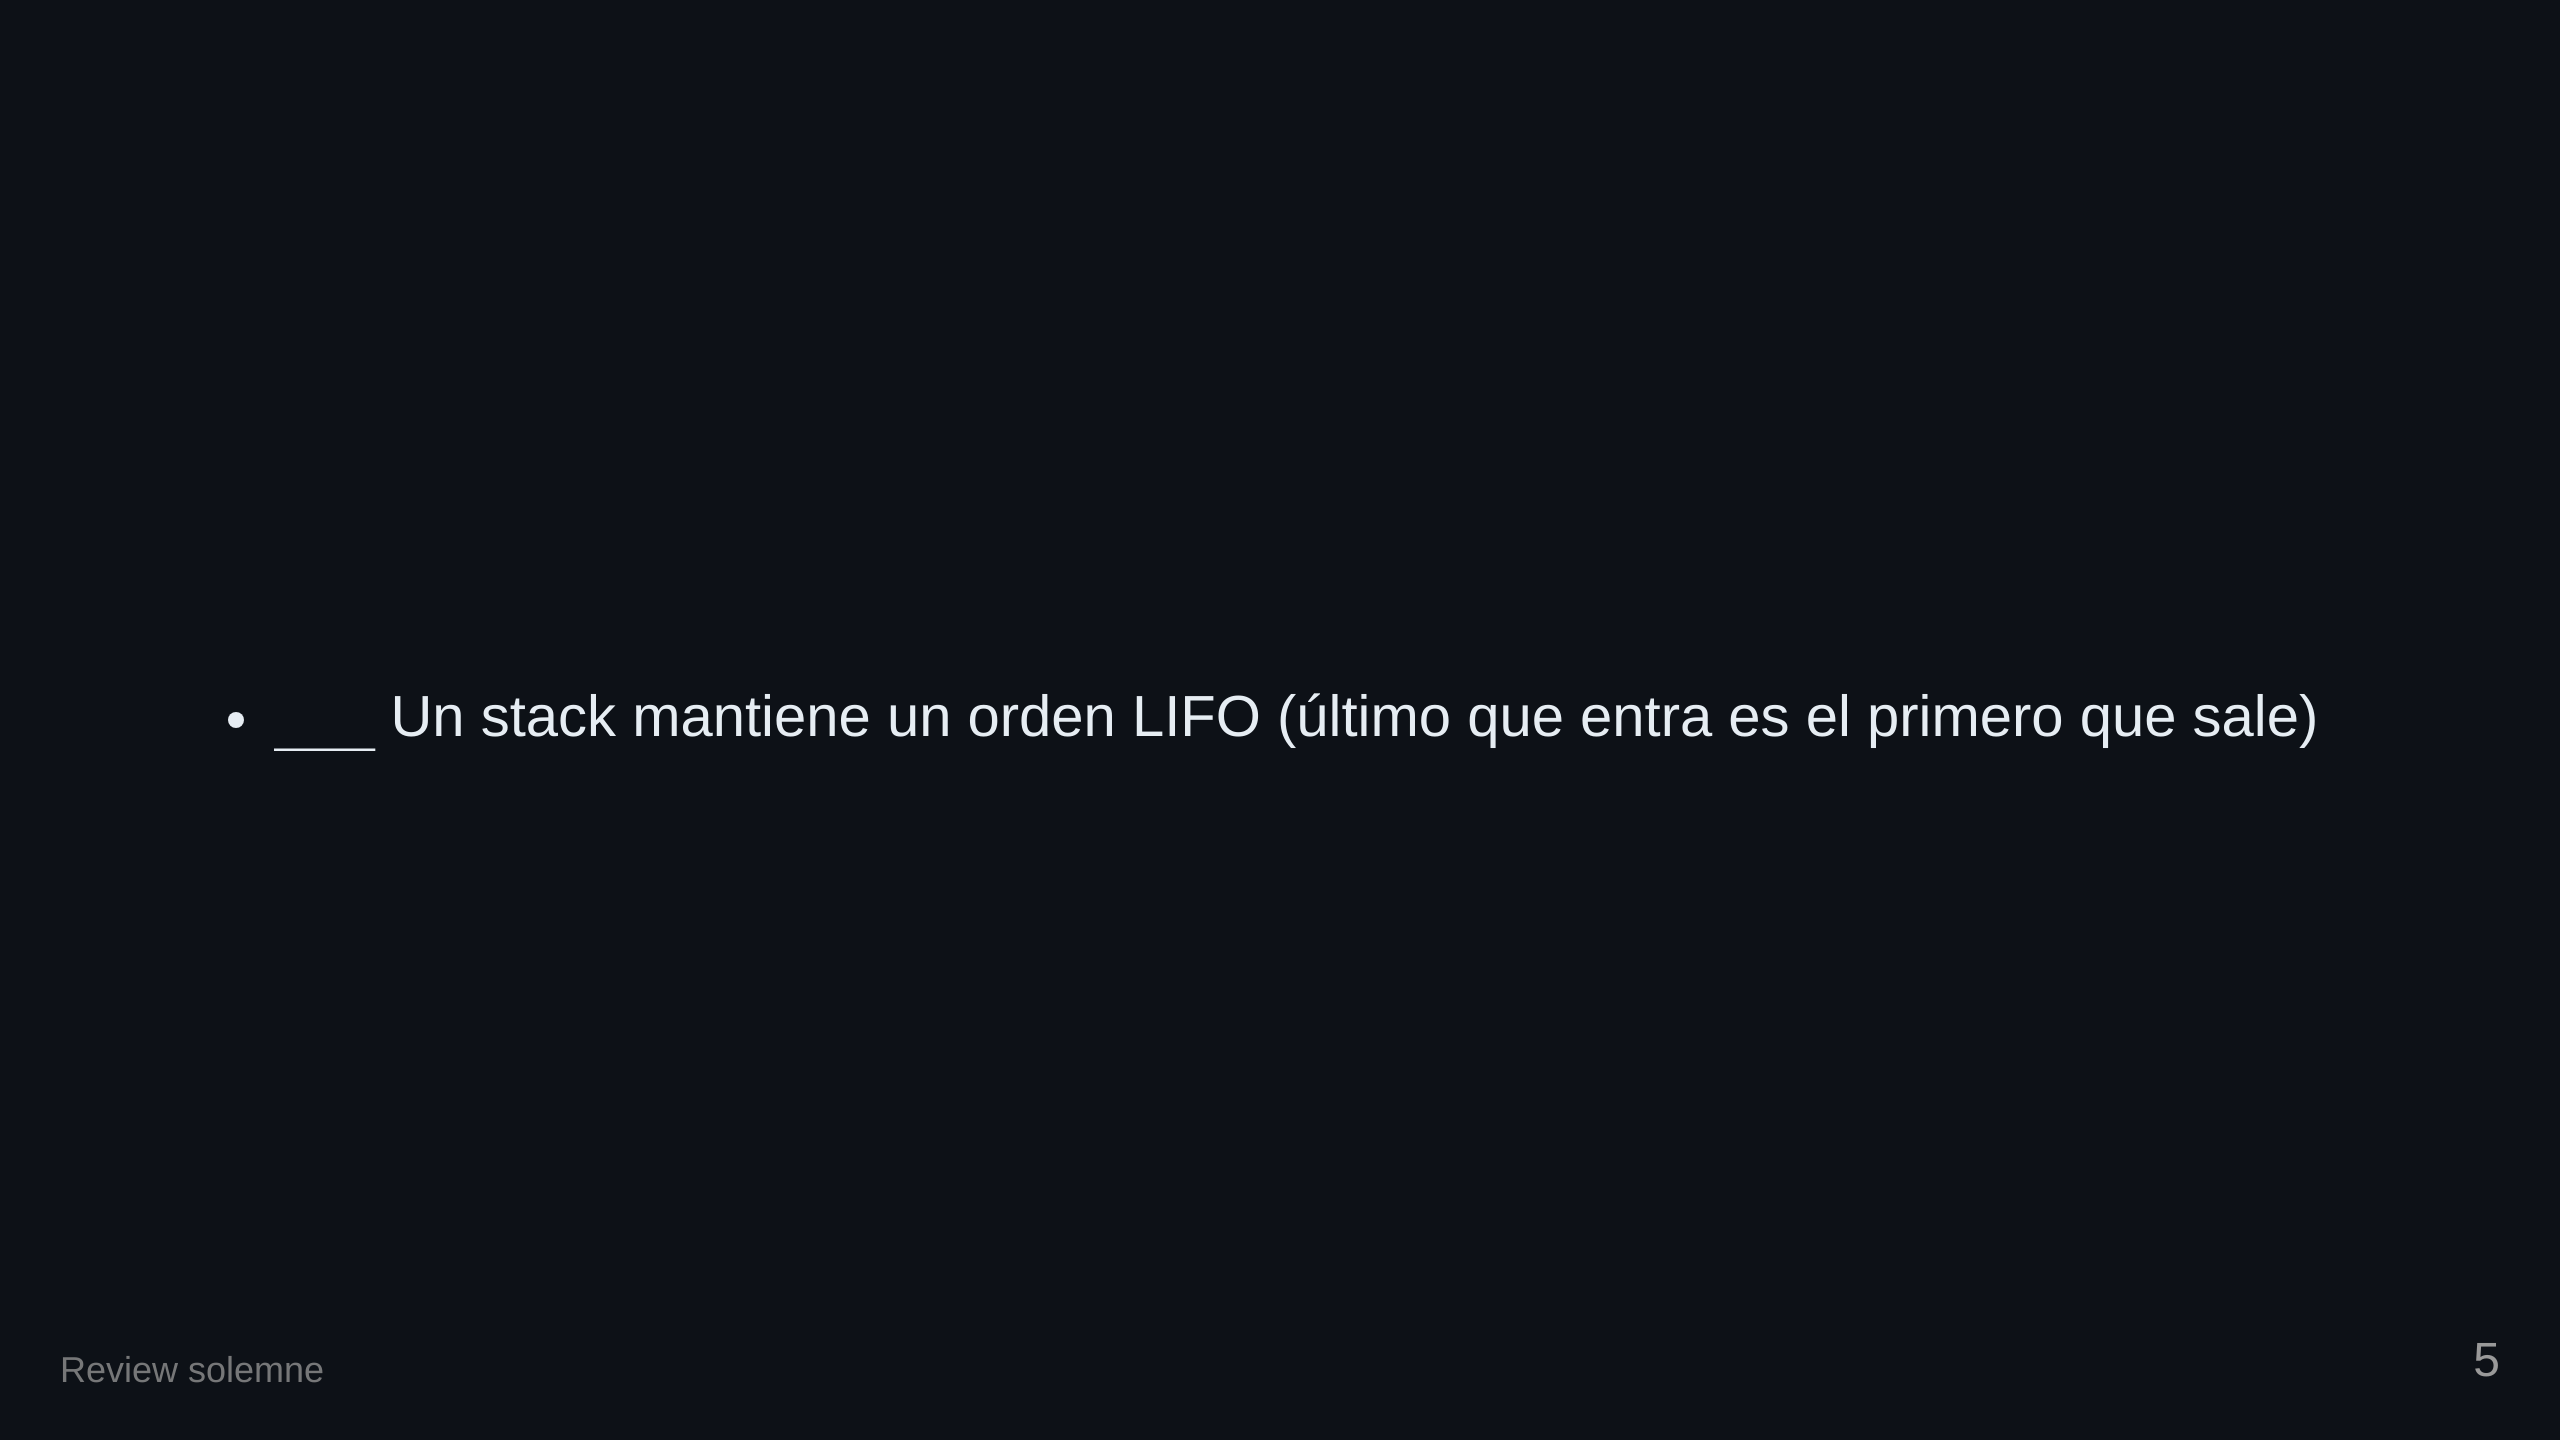 • ___ Un stack mantiene un orden LIFO (último que entra es el primero que sale)
Review solemne
5